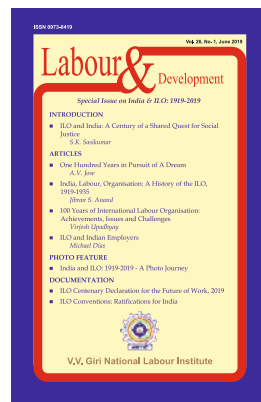 ISSN 0973-8419
Vol. 26, No. 1, June 2019
Labour & Development
Special Issue on India & ILO: 1919-2019
INTRODUCTION
ILO and India: A Century of a Shared Quest for Social
Justice
S.K. Sasikumar
ARTICLES
One Hundred Years in Pursuit of A Dream
A.V. Jose
India, Labour, Organisation: A History of the ILO,
1919-1935
Jibran S. Anand
100 Years of International Labour Organisation:
Achievements, Issues and Challenges
Virjesh Upadhyay
ILO and Indian Employers
Michael Dias
PHOTO FEATURE
India and ILO: 1919-2019 - A Photo Journey
DOCUMENTATION
ILO Centenary Declaration for the Future of Work, 2019
ILO Conventions: Ratifications for India
V.V. Giri National Labour Institute